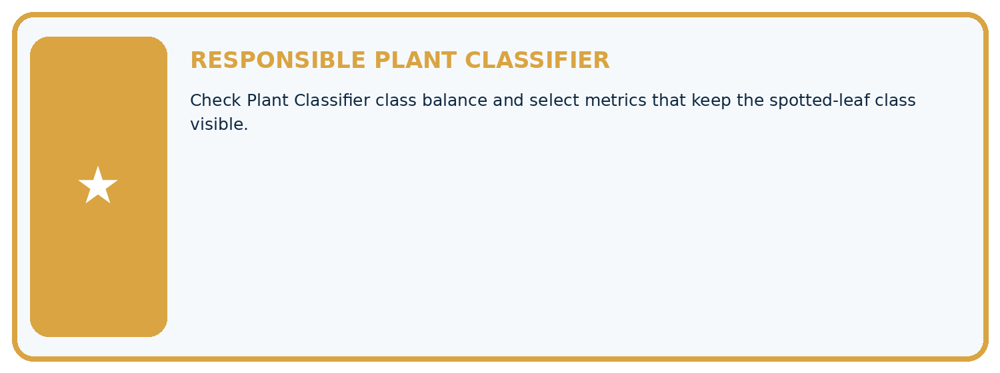 RESPONSIBLE PLANT CLASSIFIER
Check Plant Classifier class balance and select metrics that keep the spotted-leaf class
visible.